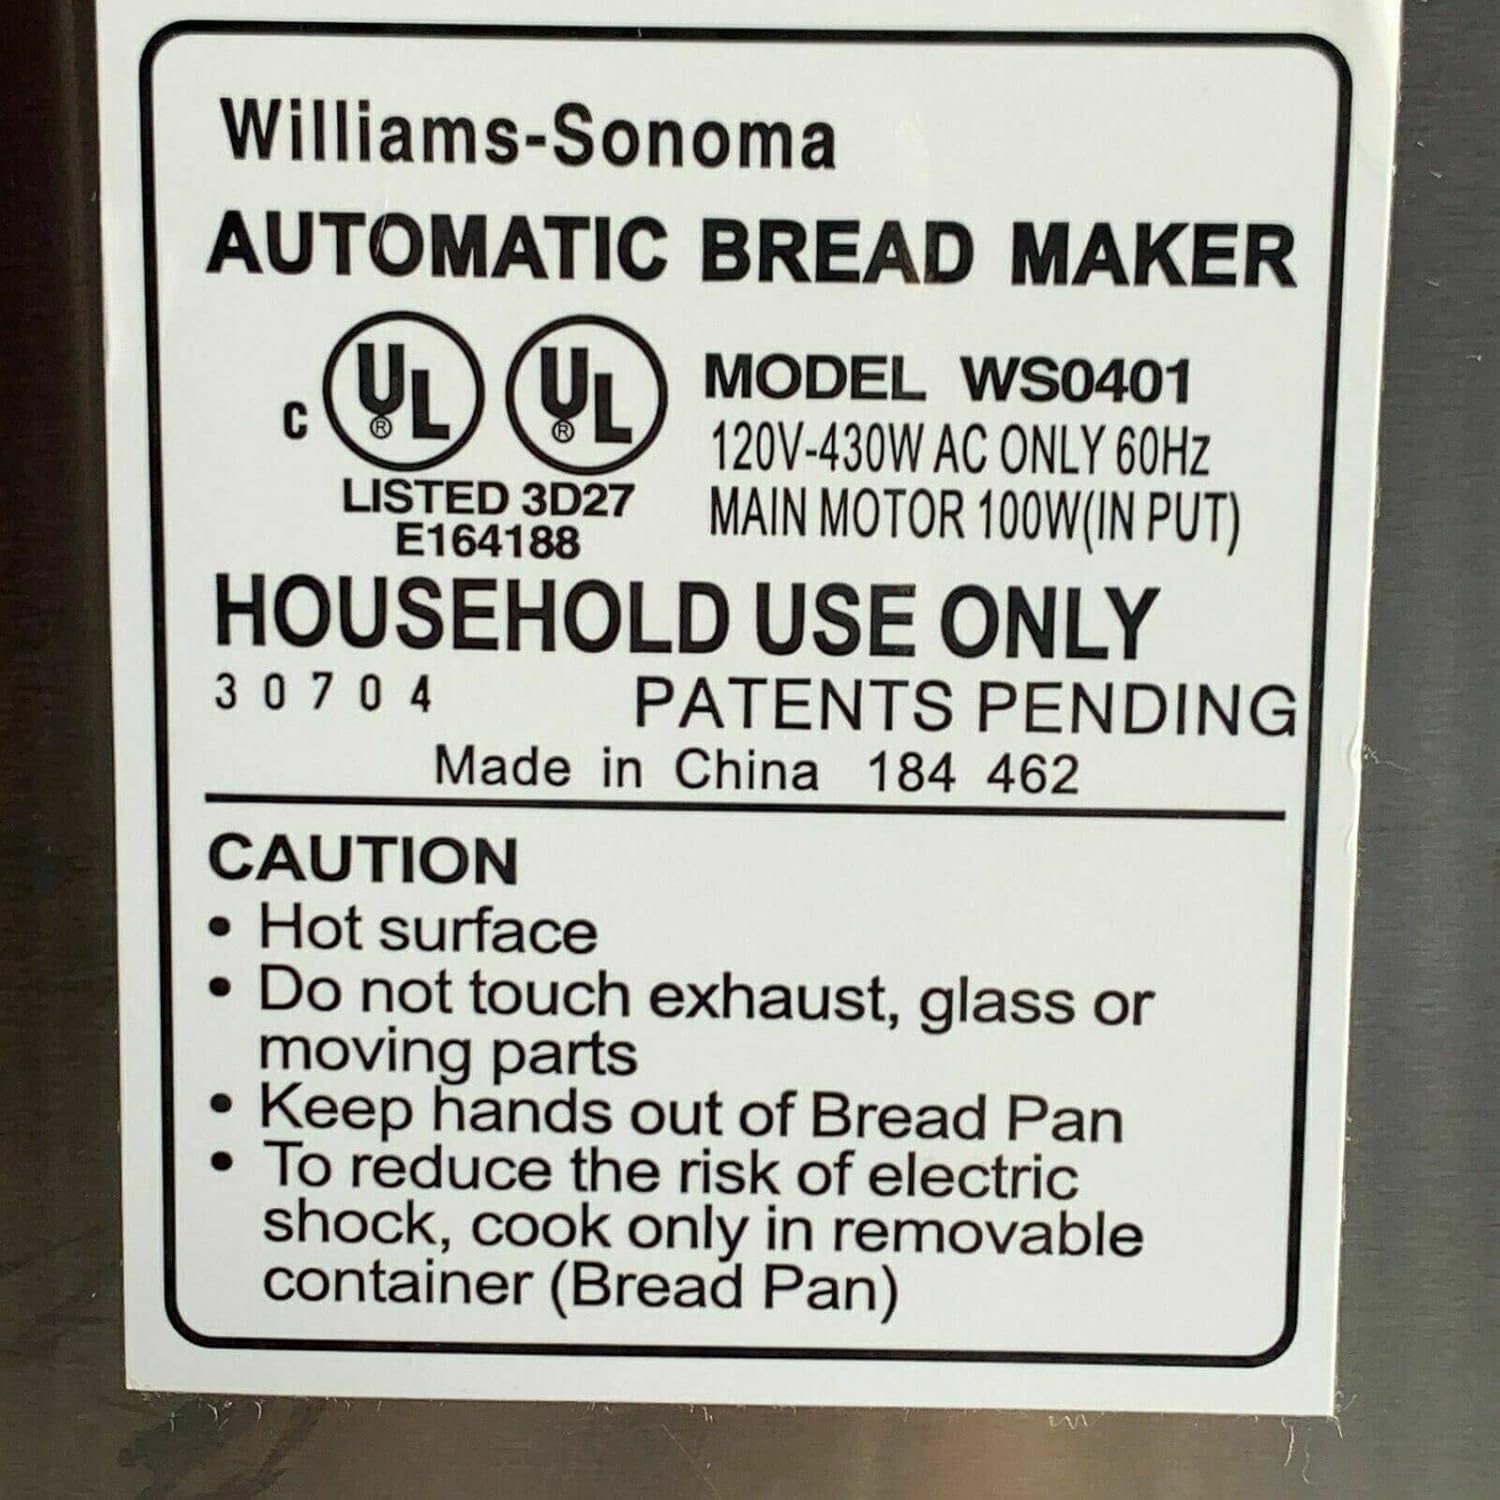 Williams-Sonoma
AUTOMATIC BREAD MAKER
C UL® UL®
LISTED 3D27
E164188
MODEL WS0401
120V-430W AC ONLY 60Hz
MAIN MOTOR 100W(IN PUT)
HOUSEHOLD USE ONLY
30704 PATENTS PENDING
Made in China 184 462
CAUTION
• Hot surface
• Do not touch exhaust, glass or
moving parts
• Keep hands out of Bread Pan
• To reduce the risk of electric
shock, cook only in removable
container (Bread Pan)